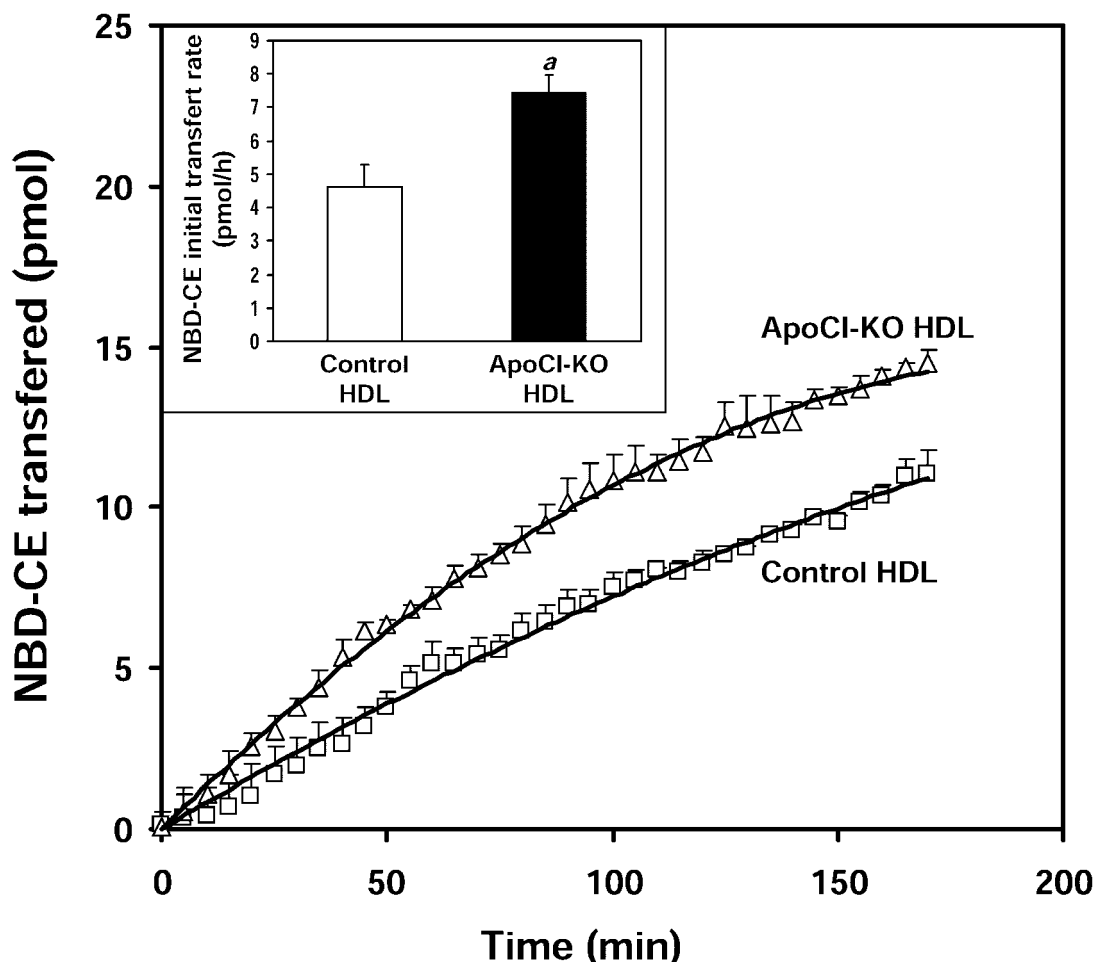 NBD-CE transfered (pmol)
25
20
15
10
5
0
NBD-CE initial transfert rate
(pmol/h)
9
8
7
6
5
4
3
2
1
0
a
Control
HDL
ApoCI-KO
HDL
ApoCI-KO HDL
Control HDL
0
50
100
150
200
Time (min)